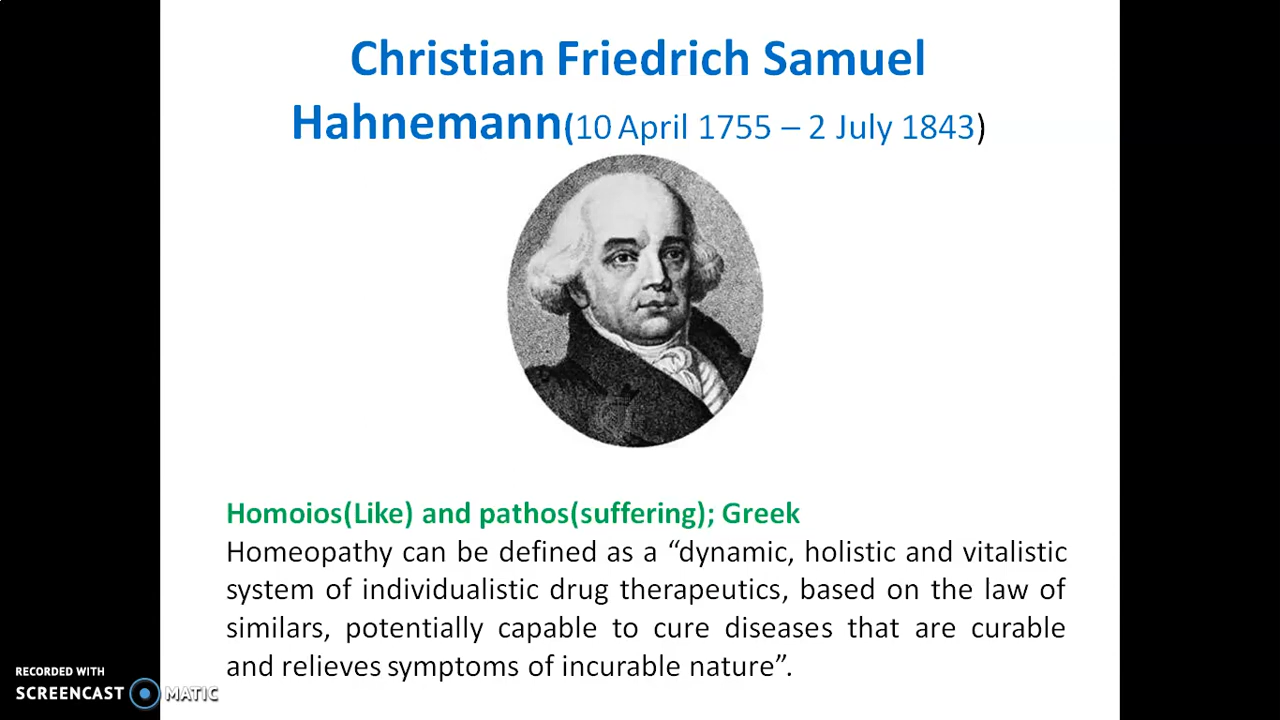 Christian Friedrich Samuel
Hahnemann(10 April 1755 – 2 July 1843)
Homoios(Like) and pathos(suffering); Greek
Homeopathy can be defined as a “dynamic, holistic and vitalistic
system of individualistic drug therapeutics, based on the law of
similars, potentially capable to cure diseases that are curable
and relieves symptoms of incurable nature”.
RECORDED WITH
SCREENCAST MATIC